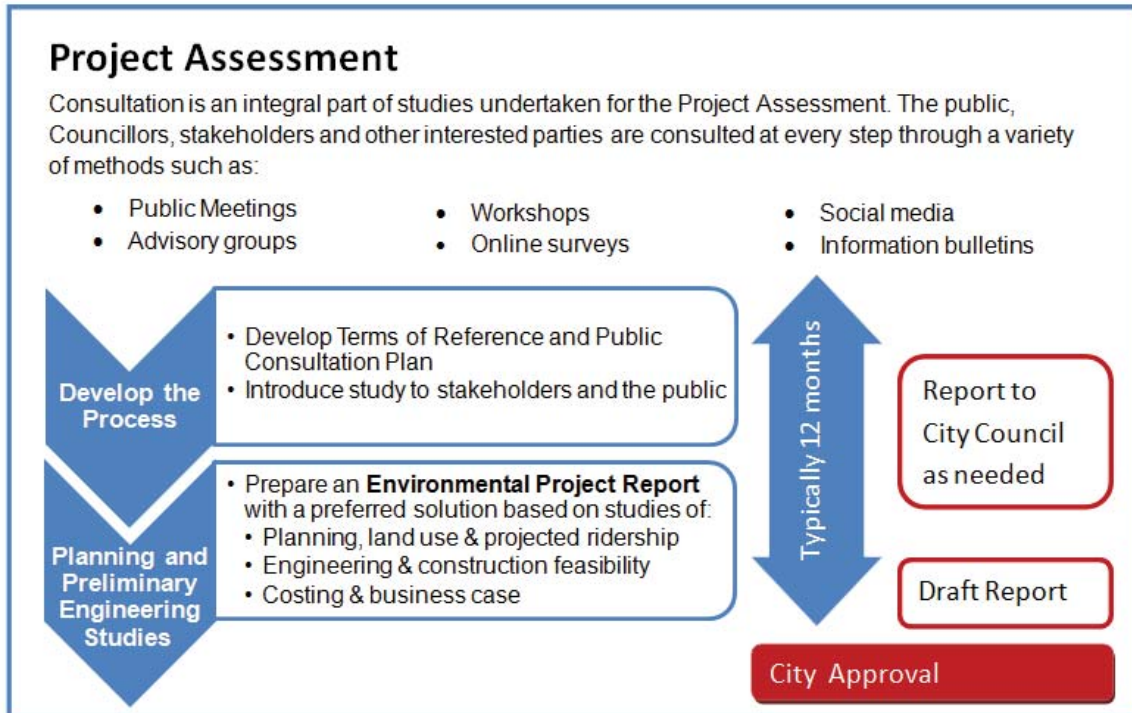 Project Assessment
Consultation is an integral part of studies undertaken for the Project Assessment. The public,
Councillors, stakeholders and other interested parties are consulted at every step through a variety
of methods such as:
• Public Meetings
• Advisory groups
• Workshops
• Online surveys
• Social media
• Information bulletins
Develop the
Process
• Develop Terms of Reference and Public
Consultation Plan
• Introduce study to stakeholders and the public
Planning and
Preliminary
Engineering
Studies
• Prepare an Environmental Project Report
with a preferred solution based on studies of:
• Planning, land use & projected ridership
• Engineering & construction feasibility
• Costing & business case
Typically 12 months
Report to
City Council
as needed
Draft Report
City Approval